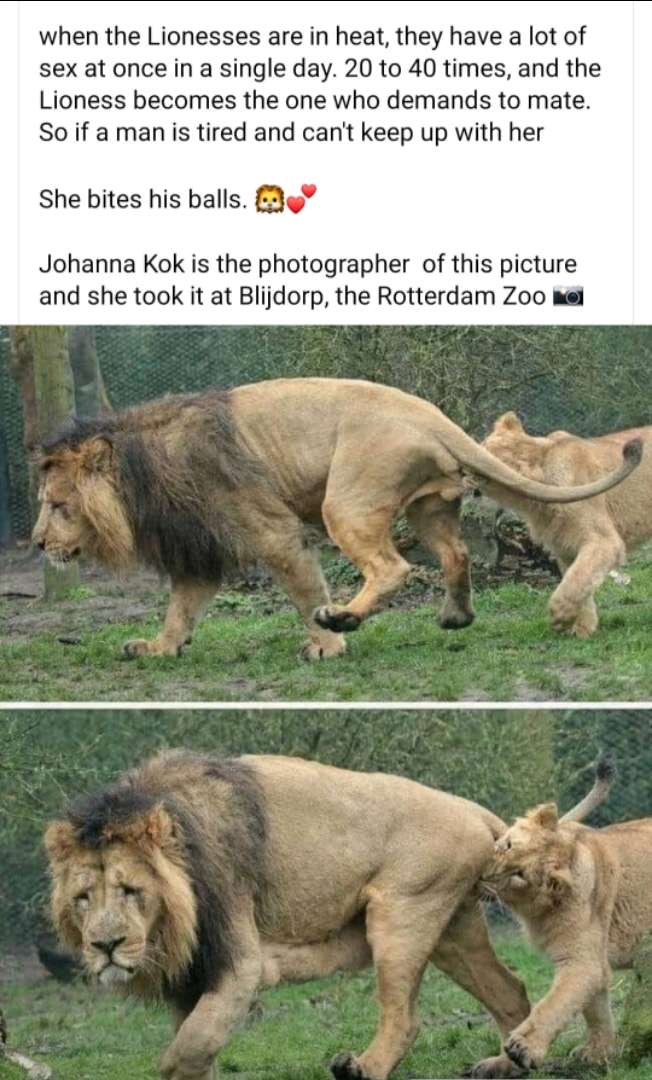 when the Lionesses are in heat, they have a lot of
sex at once in a single day. 20 to 40 times, and the
Lioness becomes the one who demands to mate.
So if a man is tired and can't keep up with her
She bites his balls. 🦁💕
Johanna Kok is the photographer of this picture
and she took it at Blijdorp, the Rotterdam Zoo 📷